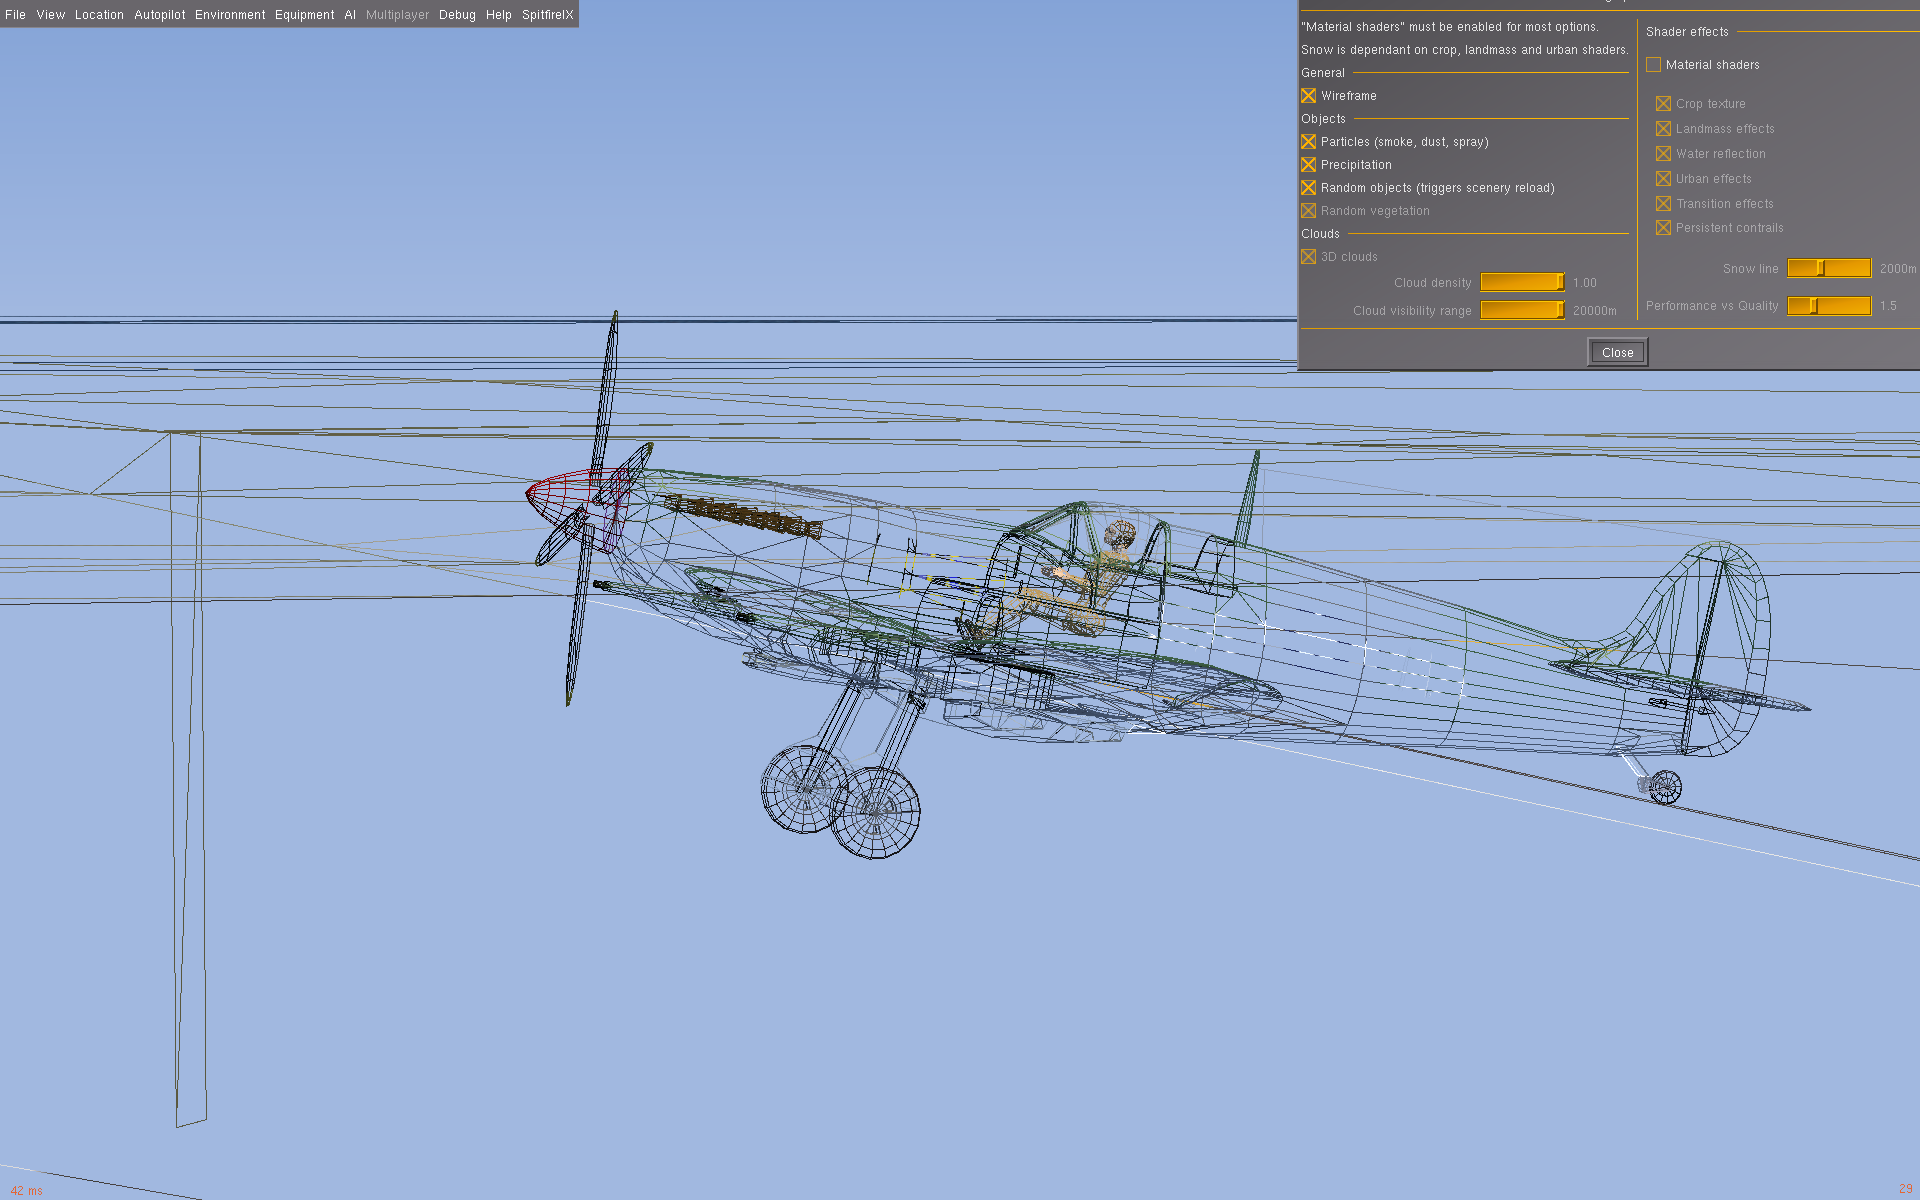 File View Location Autopilot Environment Equipment AI Multiplayer Debug Help SpitfireIX
"Material shaders" must be enabled for most options.
Snow is dependant on crop, landmass and urban shaders.
General
Wireframe
Objects
Particles (smoke, dust, spray)
Precipitation
Random objects (triggers scenery reload)
Random vegetation
Clouds
3D clouds
Cloud density 1.00
Cloud visibility range 20000m
Shader effects
Material shaders
Crop texture
Landmass effects
Water reflection
Urban effects
Transition effects
Persistent contrails
Snow line 2000m
Performance vs Quality 1.5
Close
42 ms
29